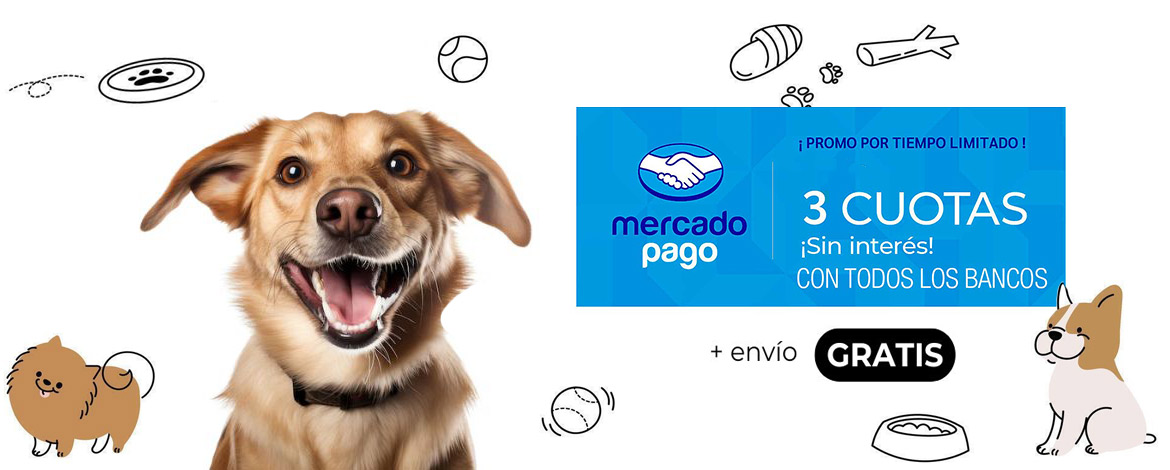 ¡ PROMO POR TIEMPO LIMITADO !
mercado
pago
3 CUOTAS
¡Sin interés!
CON TODOS LOS BANCOS
+ envío GRATIS